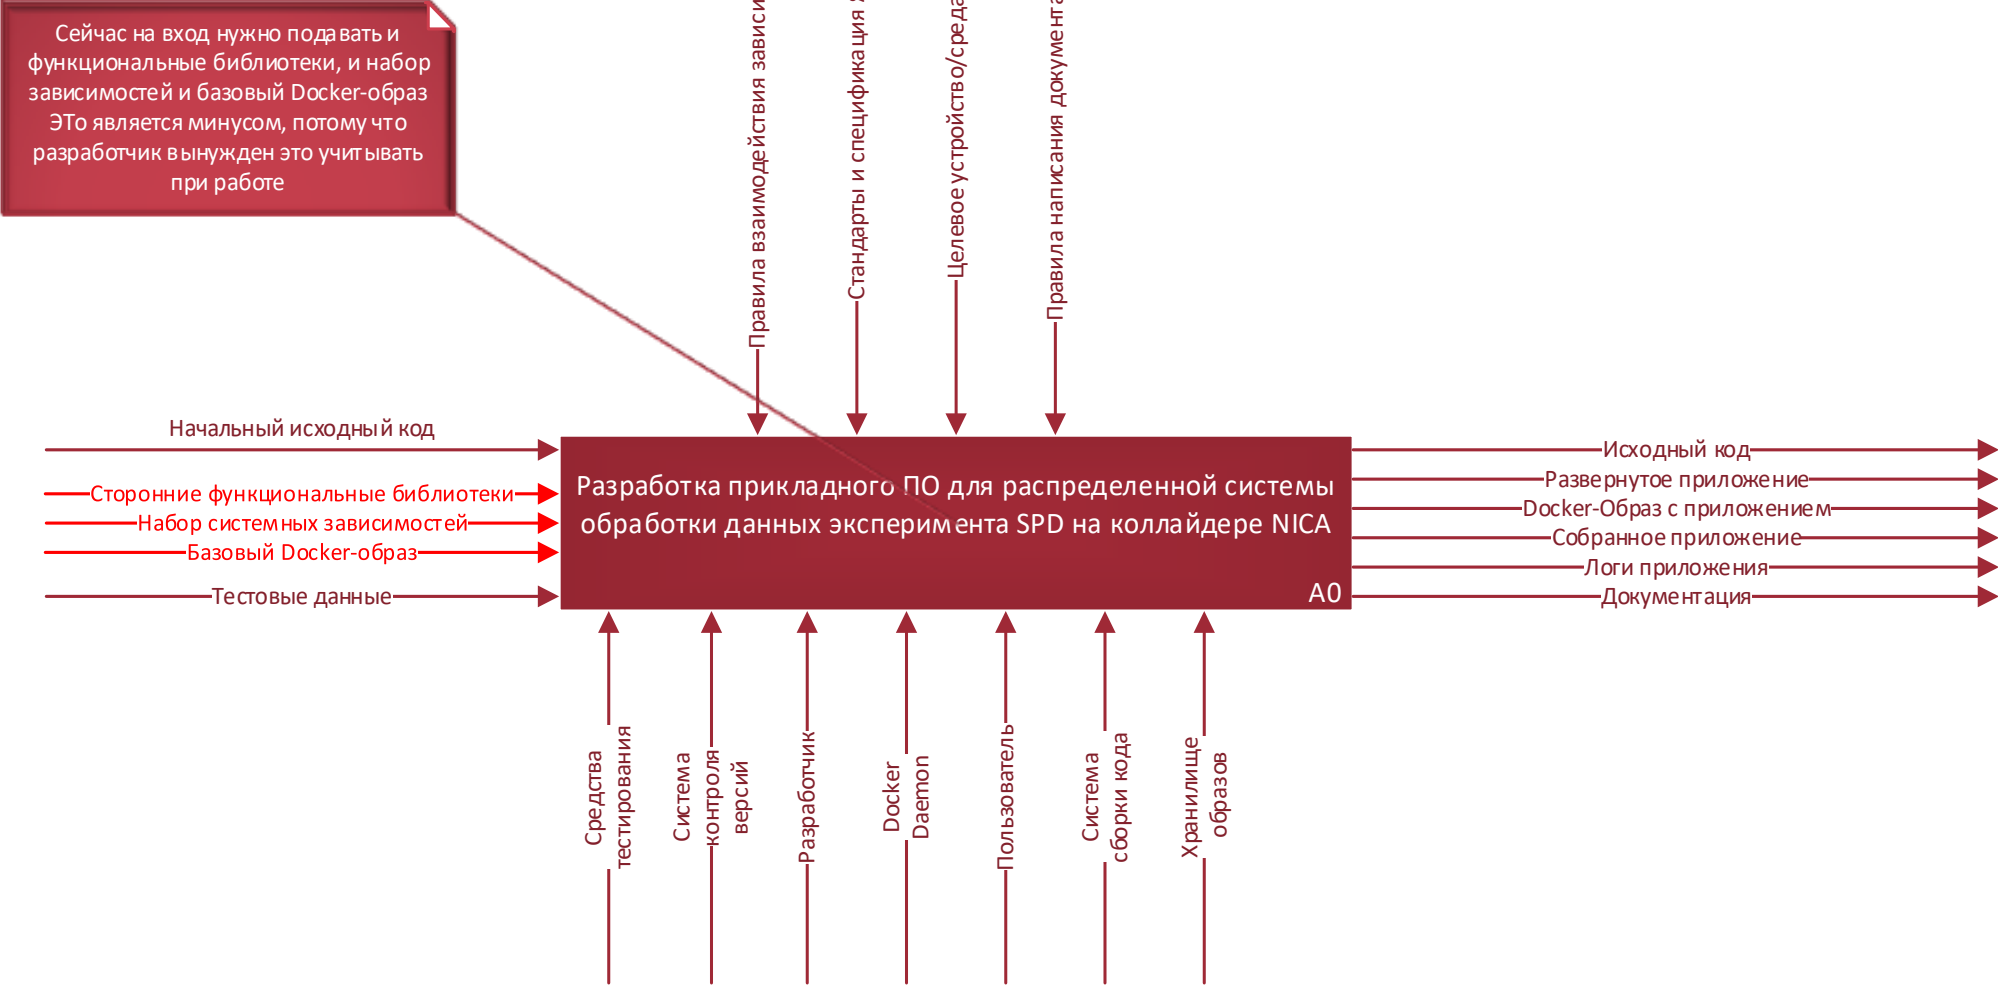 Сейчас на вход нужно подавать и
функциональные библиотеки, и набор
зависимостей и базовый Docker-образ
ЭТо является минусом, потому что
разработчик вынужден это учитывать
при работе
Правила взаимодействия
Стандарты и спецификация
Целевое устройство/среда
Правила написания
Начальный исходный код
Сторонние функциональные библиотеки
Набор системных зависимостей
Базовый Docker-образ
Тестовые данные
Разработка прикладного ПО для распределенной системы
обработки данных эксперимента SPD на коллайдере NICA
A0
Исходный код
Развернутое приложение
Docker-Образ с приложением
Собранное приложение
Логи приложения
Документация
Средства
тестирования
Система
контроля
версий
Разработчик
Docker
Daemon
Пользователь
Система
сборки кода
Хранилище
образов